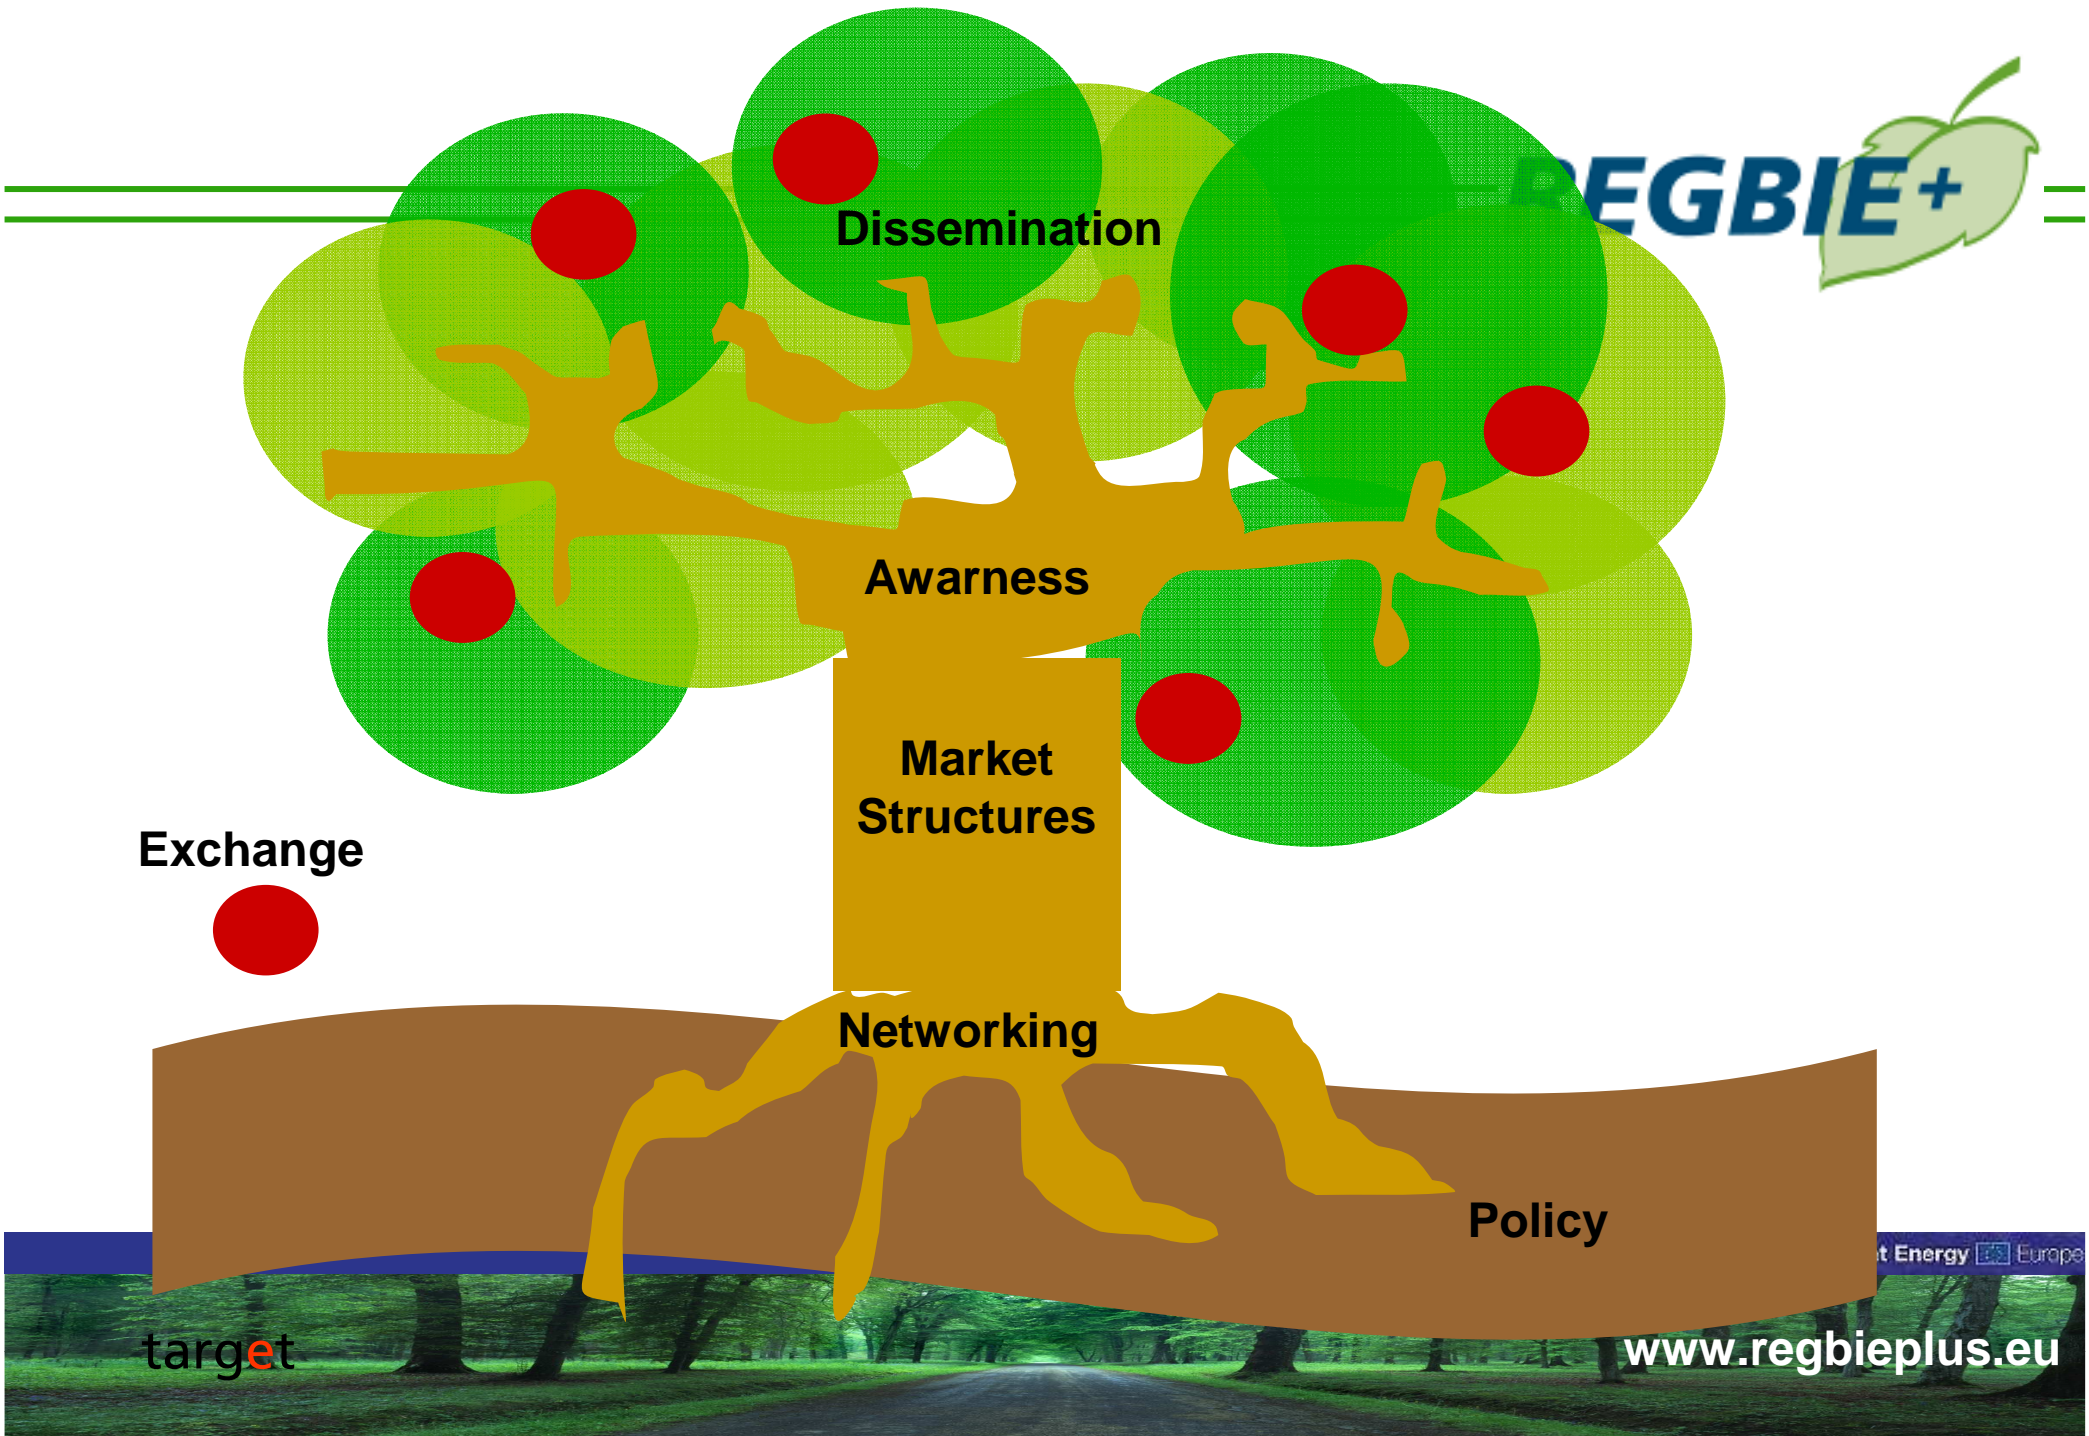 REGBIE+
Dissemination
Awarness
Market
Structures
Exchange
Networking
Policy
t Energy Europe
target
www.regbieplus.eu